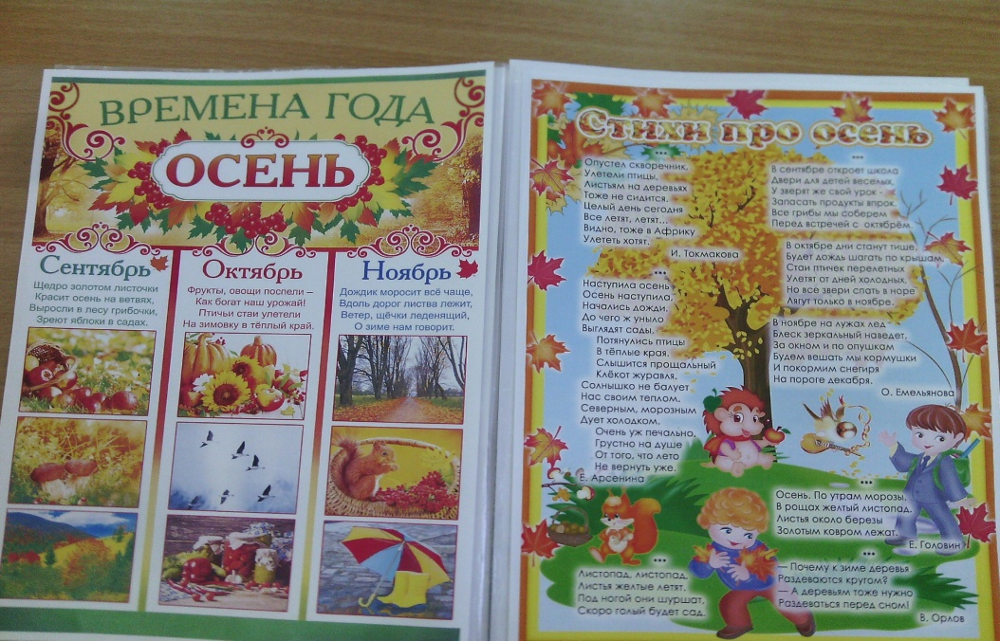 ВРЕМЕНА ГОДА
ОСЕНЬ
Сентябрь
Щедро золотом листочки
Красит осень на ветвях,
Выросли в лесу грибочки,
Зреют яблоки в садах.
Октябрь
Фрукты, овощи поспели –
Как богат наш урожай!
Птичьи стаи улетели
На зимовку в тёплый край.
Ноябрь
Дождик моросит всё чаще,
Вдоль дорог листва лежит,
Ветер, щёчки леденящий,
О зиме нам говорит.
Стихи про осень
***
Опустел скворечник,
Улетели птицы,
Листьям на деревьях
Тоже не сидится.
Целый день сегодня
Все летят, летят...
Видно, тоже в Африку
Улететь хотят.
И. Токмакова
***
Наступила осень
Осень наступила,
Начались дожди.
До чего ж уныло
Выглядят сады.
Потянулись птицы
В тёплые края.
Слышится прощальный
Клёкот журавля.
Солнышко не балует
Нас своим теплом.
Северным, морозным
Дует холодком.
Очень уж печально,
Грустно на душе
От того, что лето
Не вернуть уже.
Е. Арсенина
Листопад, листопад,
Листья желтые летят.
Под ногой они шуршат,
Скоро голый будет сад.
***
В сентябре откроет школа
Двери для детей веселых,
У зверят же свой урок -
Запасать продукты впрок.
Все грибы мы соберем
Перед встречей с октябрём.
В октябре дни станут тише,
Будет дождь шагать по крышам,
Стаи птичек перелетных
Улетят от дней холодных.
Но все звери спать в норе
Лягут только в ноябре.
В ноябре на лужах лед
Блеск зеркальный наведет,
За окном и по опушкам
Будем вешать мы кормушки
И покормим снегиря
На пороге декабря.
О. Емельянова
***
Осень. По утрам морозы.
В рощах желтый листопад.
Листья около березы
Золотым ковром лежат.
Е. Головин
***
— Почему к зиме деревья
Раздеваются кругом?
— А деревьям тоже нужно
Раздеваться перед сном!
В. Орлов